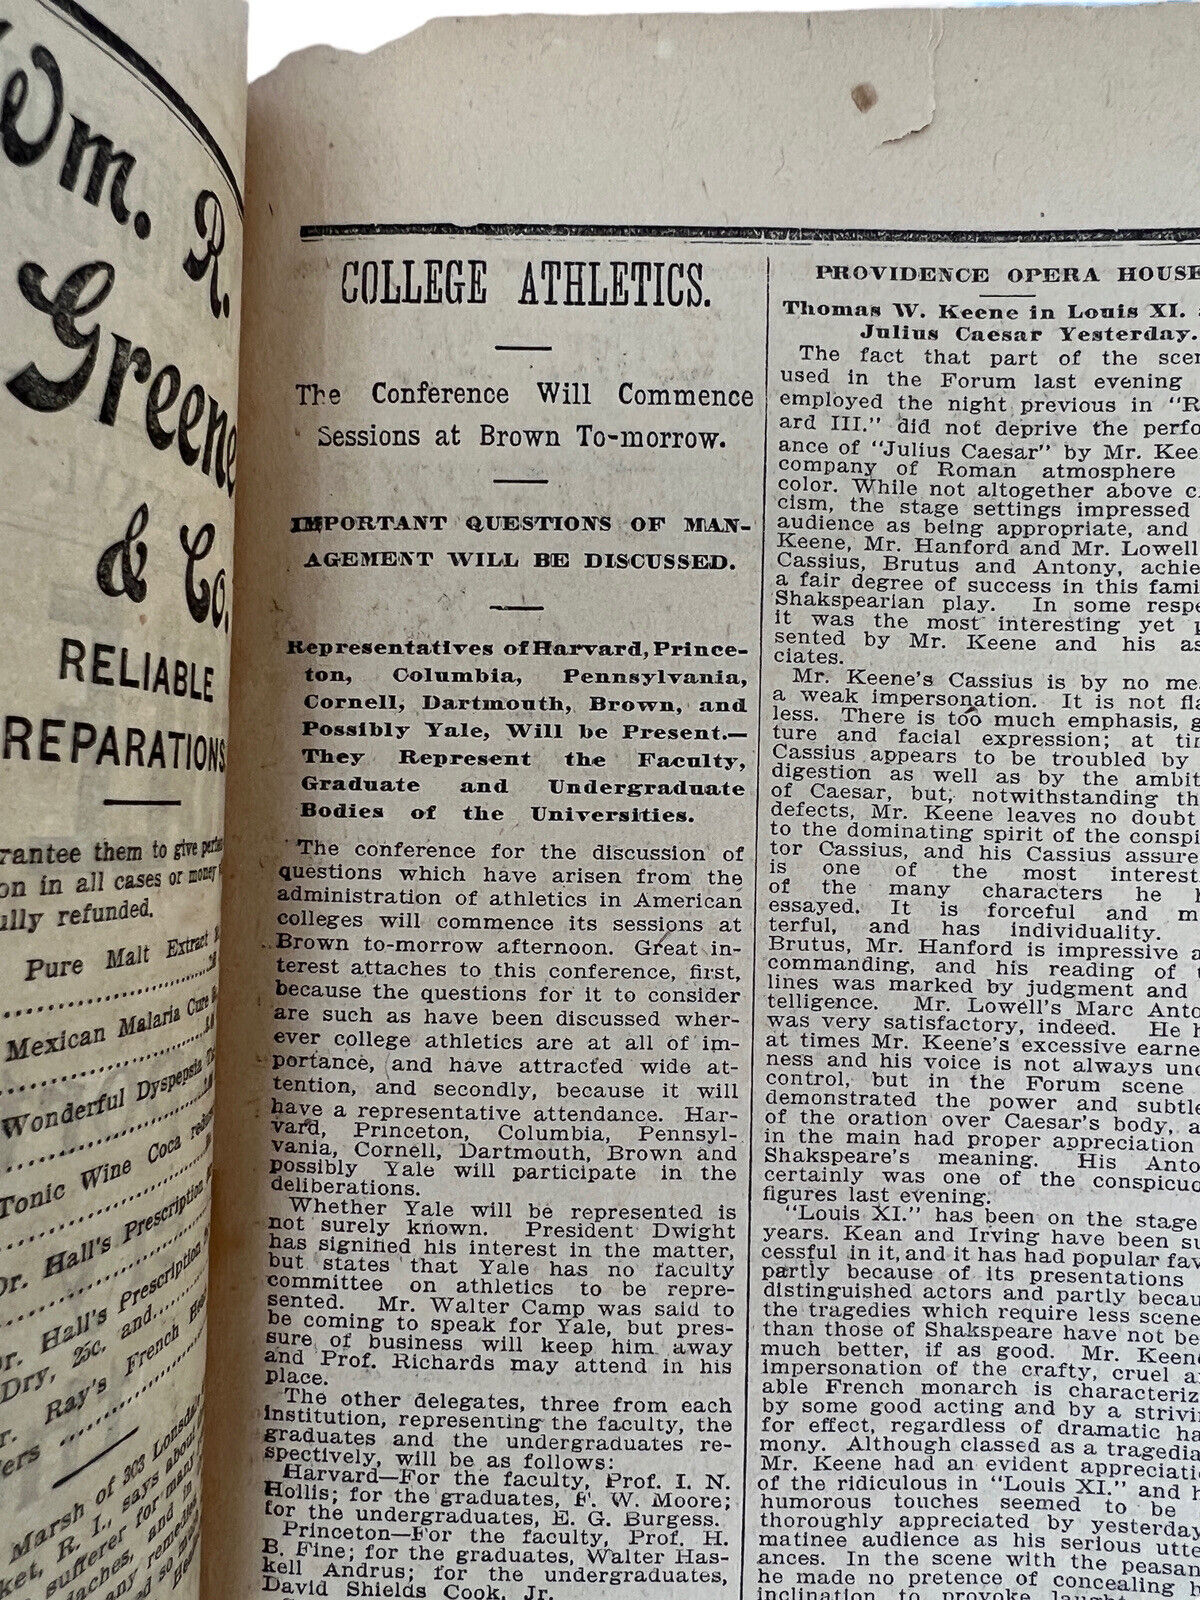 Wm. R.
Greene
& Co.
RELIABLE
REPARATIONS
rantee them to give
on in all cases or money
ully refunded.
Pure Malt Extract
Mexican Malaria Cure
Wonderful Dyspepsia
Tonic Wine Coca
Dr. Hall's Prescription
Dr. Hall's Prescription
Dry, 25c. and
Ray's French
Marsh of 303 Lonsdale
ket, R. I., says about
sufferer for many
daches, and in
any remedies
COLLEGE ATHLETICS.
The Conference Will Commence
Sessions at Brown To-morrow.
IMPORTANT QUESTIONS OF MAN-
AGEMENT WILL BE DISCUSSED.
Representatives of Harvard, Prince-
ton, Columbia, Pennsylvania,
Cornell, Dartmouth, Brown, and
Possibly Yale, Will be Present.—
They Represent the Faculty,
Graduate and Undergraduate
Bodies of the Universities.
The conference for the discussion of
questions which have arisen from the
administration of athletics in American
colleges will commence its sessions at
Brown to-morrow afternoon. Great in-
terest attaches to this conference, first,
because the questions for it to consider
are such as have been discussed wher-
ever college athletics are at all of im-
portance, and have attracted wide at-
tention, and secondly, because it will
have a representative attendance. Har-
vard, Princeton, Columbia, Pennsyl-
vania, Cornell, Dartmouth, Brown and
possibly Yale will participate in the
deliberations.
Whether Yale will be represented is
not surely known. President Dwight
has signified his interest in the matter,
but states that Yale has no faculty
committee on athletics to be repre-
sented. Mr. Walter Camp was said to
be coming to speak for Yale, but pres-
sure of business will keep him away
and Prof. Richards may attend in his
place.
The other delegates, three from each
institution, representing the faculty, the
graduates and the undergraduates re-
spectively, will be as follows:
Harvard—For the faculty, Prof. I. N.
Hollis; for the graduates, F. W. Moore;
for the undergraduates, E. G. Burgess.
Princeton—For the faculty, Prof. H.
B. Fine; for the graduates, Walter Has-
kell Andrus; for the undergraduates,
David Shields Cook, Jr.
PROVIDENCE OPERA HOUSE
Thomas W. Keene in Louis XI.
Julius Caesar Yesterday.
The fact that part of the scen
used in the Forum last evening
employed the night previous in "R
ard III." did not deprive the perfo
ance of "Julius Caesar" by Mr. Kee
company of Roman atmosphere
color. While not altogether above c
cism, the stage settings impressed
audience as being appropriate, and
Keene, Mr. Hanford and Mr. Lowell
Cassius, Brutus and Antony, achie
a fair degree of success in this fami
Shakspearian play. In some respe
it was the most interesting yet p
sented by Mr. Keene and his as
ciates.
Mr. Keene's Cassius is by no me
a weak impersonation. It is not fla
less. There is too much emphasis, g
ture and facial expression; at tim
Cassius appears to be troubled by
digestion as well as by the ambit
of Caesar, but, notwithstanding th
defects, Mr. Keene leaves no doubt
to the dominating spirit of the conspi
tor Cassius, and his Cassius assure
is one of the most interest
of the many characters he h
essayed. It is forceful and m
terful, and has individuality.
Brutus, Mr. Hanford is impressive a
commanding, and his reading of t
lines was marked by judgment and
telligence. Mr. Lowell's Marc Anto
was very satisfactory, indeed. He h
at times Mr. Keene's excessive earne
ness and his voice is not always und
control, but in the Forum scene
demonstrated the power and subtle
of the oration over Caesar's body, a
in the main had proper appreciation
Shakspeare's meaning. His Anto
certainly was one of the conspicuo
figures last evening.
"Louis XI." has been on the stage
years. Kean and Irving have been su
cessful in it, and it has had popular fav
partly because of its presentations
distinguished actors and partly becau
the tragedies which require less scene
than those of Shakspeare have not be
much better, if as good. Mr. Keene
impersonation of the crafty, cruel a
able French monarch is characteriz
by some good acting and by a strivi
for effect, regardless of dramatic ha
mony. Although classed as a tragedia
Mr. Keene had an evident appreciati
of the ridiculous in "Louis XI." and h
humorous touches seemed to be
thoroughly appreciated by yesterday
matinee audience as his serious utte
ances. In the scene with the peasan
he made no pretence of concealing h
inclination to provoke